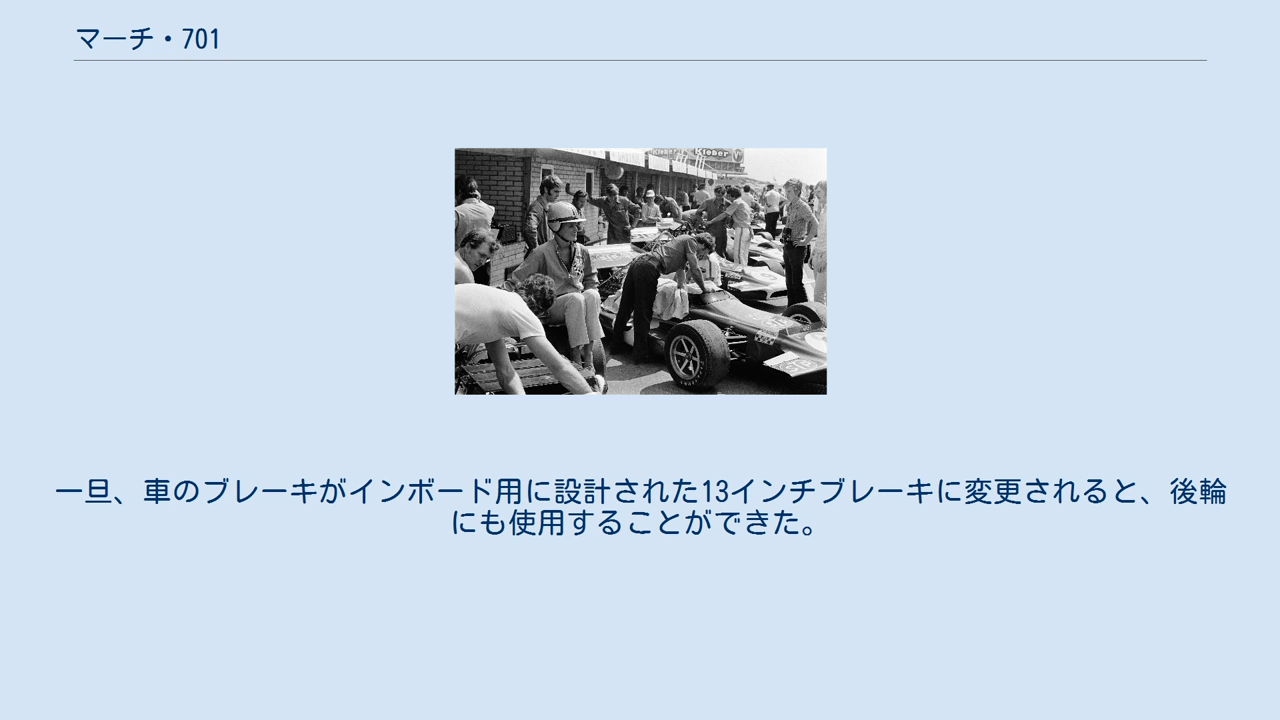 マーチ・701
一旦、車のブレーキがインボード用に設計された13インチブレーキに変更されると、後輪
にも使用することができた。